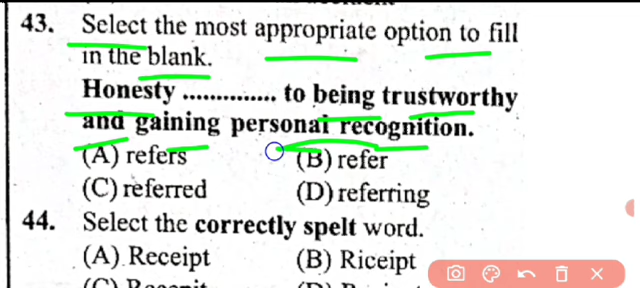 43. Select the most appropriate option to fill
in the blank.
Honesty .............. to being trustworthy
and gaining personal recognition.
(A) refers (B) refer
(C) referred (D) referring
44. Select the correctly spelt word.
(A) Receipt (B) Riceipt